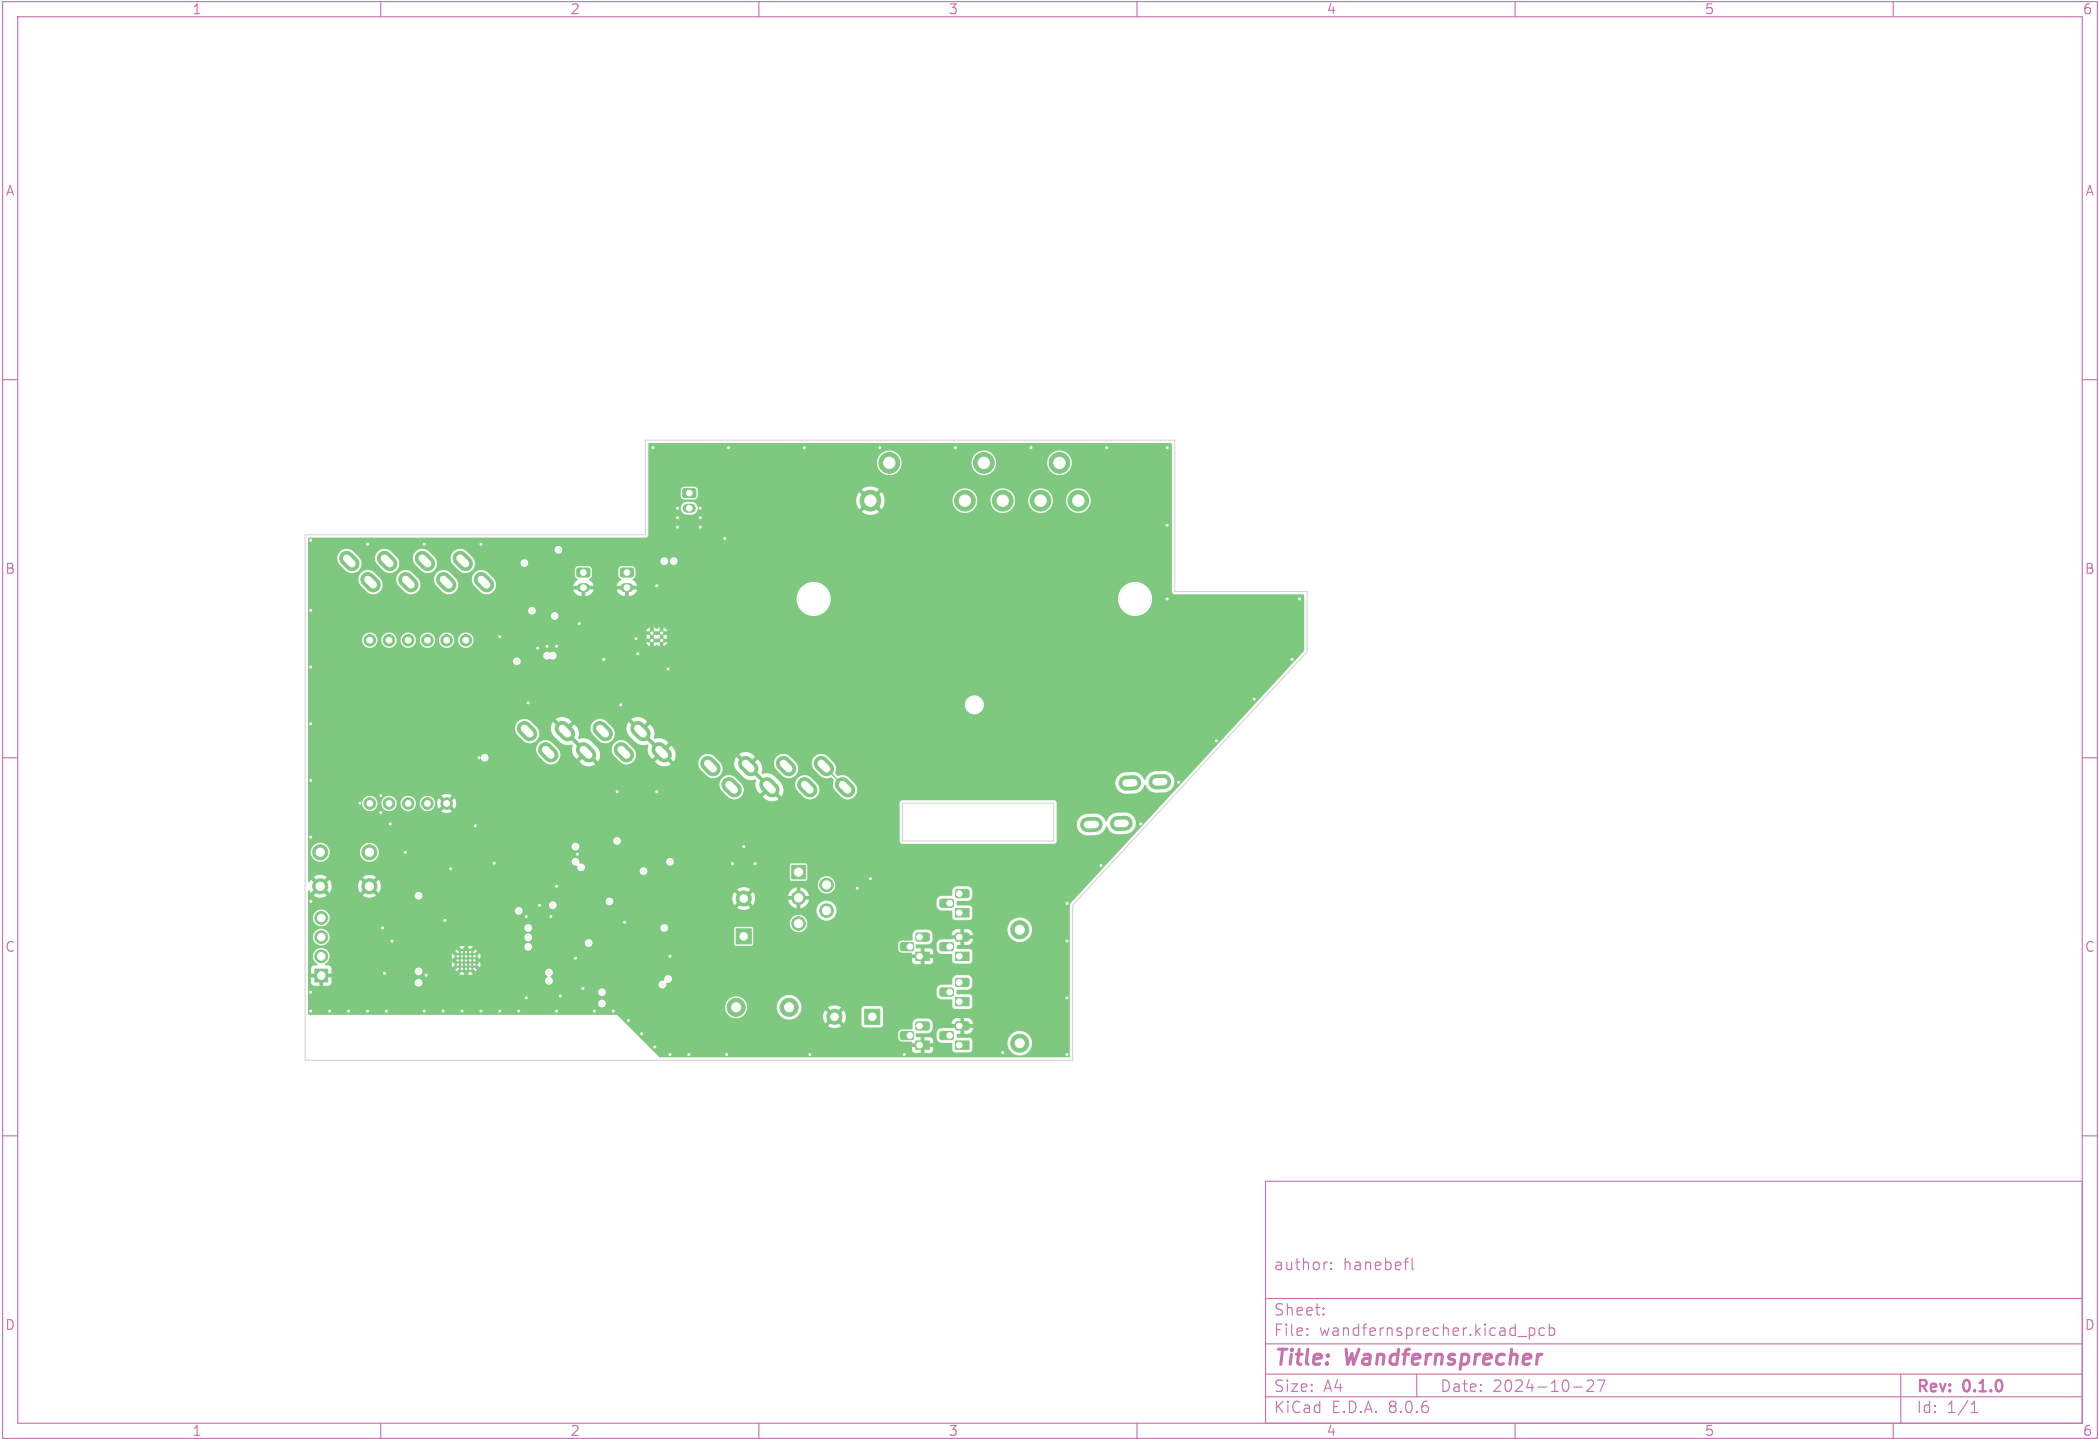 1 2 3 4 5 6
A A
B B
C C
D D
author: hanebefl
Sheet:
File: wandfernsprecher.kicad_pcb
Title: Wandfernsprecher
Size: A4 Date: 2024-10-27 Rev: 0.1.0
KiCad E.D.A. 8.0.6 Id: 1/1
1 2 3 4 5 6